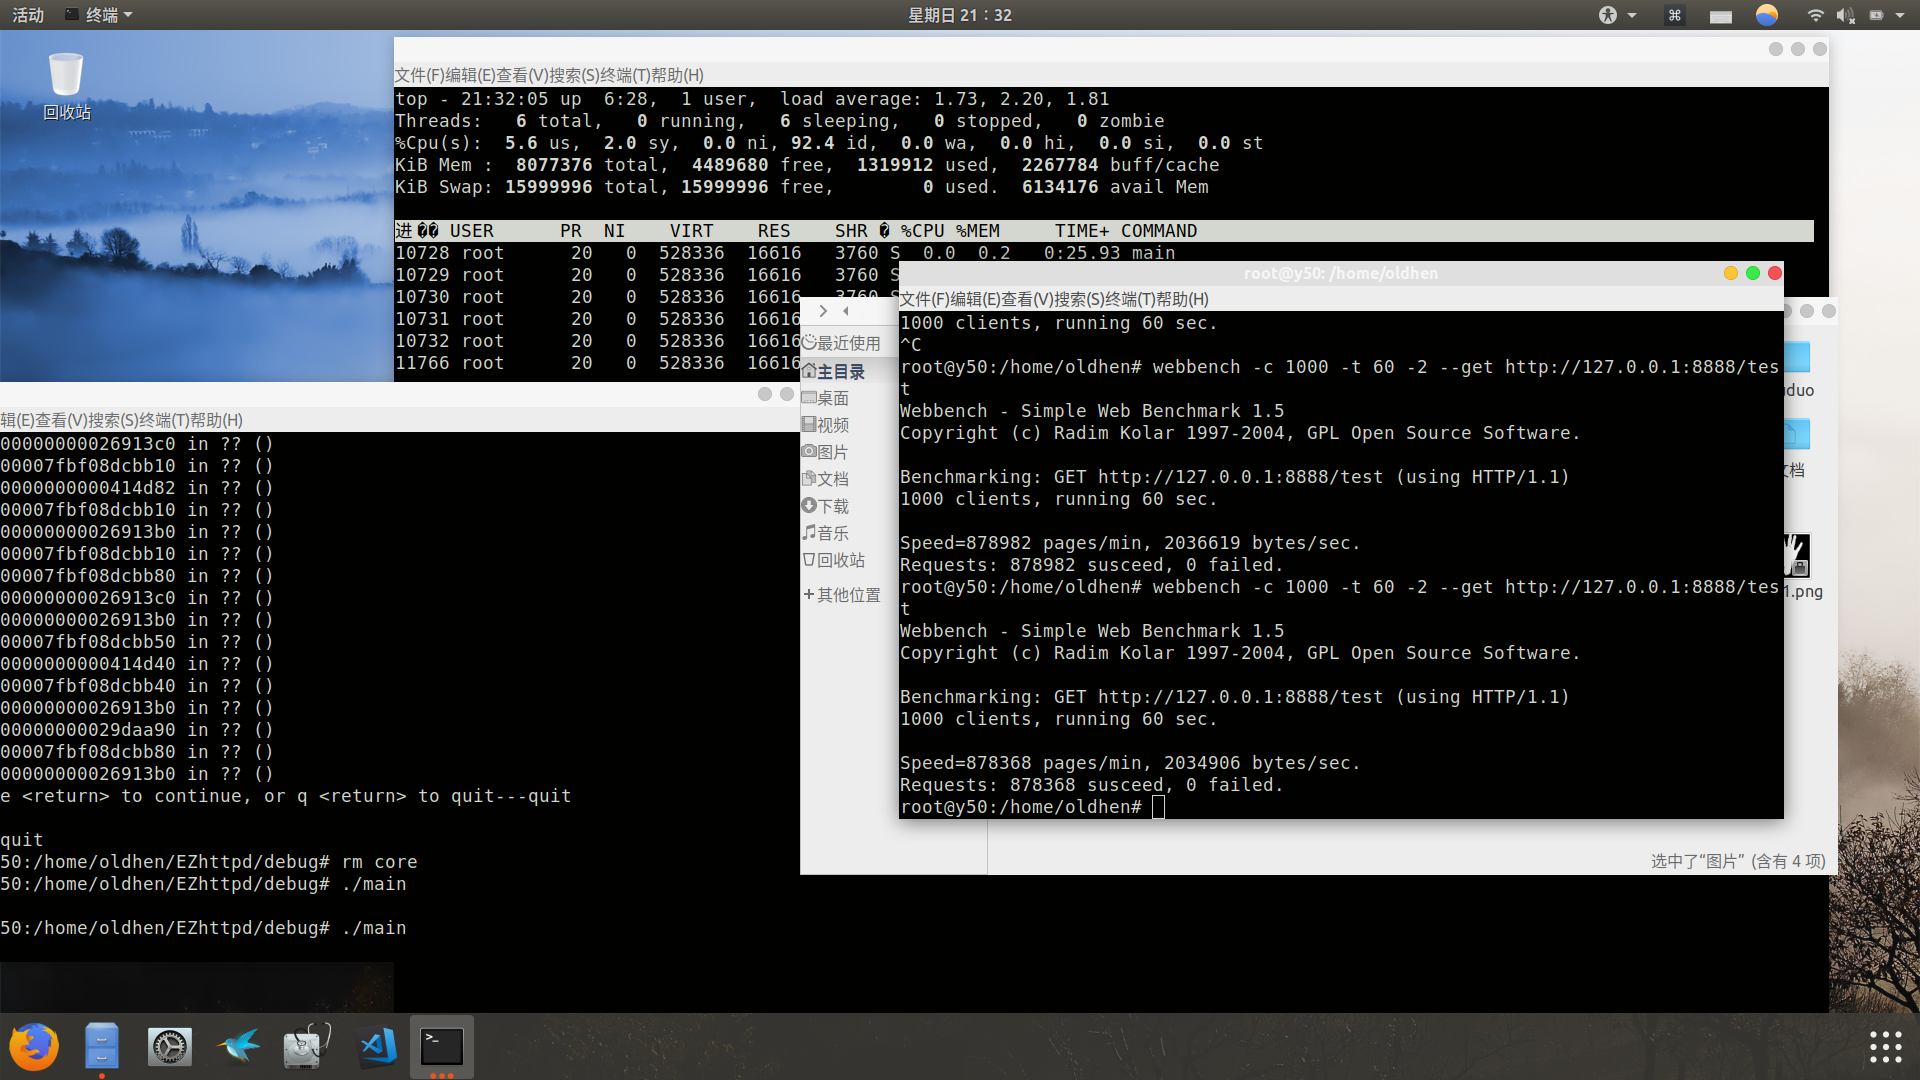 活动
终端
星期日 21：32
回收站
文件(F)编辑(E)查看(V)搜索(S)终端(T)帮助(H)
top - 21:32:05 up  6:28,  1 user,  load average: 1.73, 2.20, 1.81
Threads:   6 total,   0 running,   6 sleeping,   0 stopped,   0 zombie
%Cpu(s):  5.6 us,  2.0 sy,  0.0 ni, 92.4 id,  0.0 wa,  0.0 hi,  0.0 si,  0.0 st
KiB Mem :  8077376 total,  4489680 free,  1319912 used,  2267784 buff/cache
KiB Swap: 15999996 total, 15999996 free,        0 used.  6134176 avail Mem
进�� USER      PR  NI    VIRT    RES    SHR � %CPU %MEM     TIME+ COMMAND
10728 root      20   0  528336  16616   3760 S  0.0  0.2   0:25.93 main
10729 root      20   0  528336  16616   3760 S
10730 root      20   0  528336  16616   3760 S
10731 root      20   0  528336  16616
10732 root      20   0  528336  16616
11766 root      20   0  528336  16616
辑(E)查看(V)搜索(S)终端(T)帮助(H)
00000000026913c0 in ?? ()
00007fbf08dcbb10 in ?? ()
0000000000414d82 in ?? ()
00007fbf08dcbb10 in ?? ()
00000000026913b0 in ?? ()
00007fbf08dcbb10 in ?? ()
00007fbf08dcbb80 in ?? ()
00000000026913c0 in ?? ()
00000000026913b0 in ?? ()
00007fbf08dcbb50 in ?? ()
0000000000414d40 in ?? ()
00007fbf08dcbb40 in ?? ()
00000000026913b0 in ?? ()
00000000029daa90 in ?? ()
00007fbf08dcbb80 in ?? ()
00000000026913b0 in ?? ()
e <return> to continue, or q <return> to quit---quit
quit
50:/home/oldhen/EZhttpd/debug# rm core
50:/home/oldhen/EZhttpd/debug# ./main
50:/home/oldhen/EZhttpd/debug# ./main
最近使用
主目录
桌面
视频
图片
文档
下载
音乐
回收站
其他位置
root@y50: /home/oldhen
文件(F)编辑(E)查看(V)搜索(S)终端(T)帮助(H)
1000 clients, running 60 sec.
^C
root@y50:/home/oldhen# webbench -c 1000 -t 60 -2 --get http://127.0.0.1:8888/tes
t
Webbench - Simple Web Benchmark 1.5
Copyright (c) Radim Kolar 1997-2004, GPL Open Source Software.
Benchmarking: GET http://127.0.0.1:8888/test (using HTTP/1.1)
1000 clients, running 60 sec.
Speed=878982 pages/min, 2036619 bytes/sec.
Requests: 878982 susceed, 0 failed.
root@y50:/home/oldhen# webbench -c 1000 -t 60 -2 --get http://127.0.0.1:8888/tes
t
Webbench - Simple Web Benchmark 1.5
Copyright (c) Radim Kolar 1997-2004, GPL Open Source Software.
Benchmarking: GET http://127.0.0.1:8888/test (using HTTP/1.1)
1000 clients, running 60 sec.
Speed=878368 pages/min, 2034906 bytes/sec.
Requests: 878368 susceed, 0 failed.
root@y50:/home/oldhen#
duo
文档
1.png
选中了“图片” (含有 4 项)